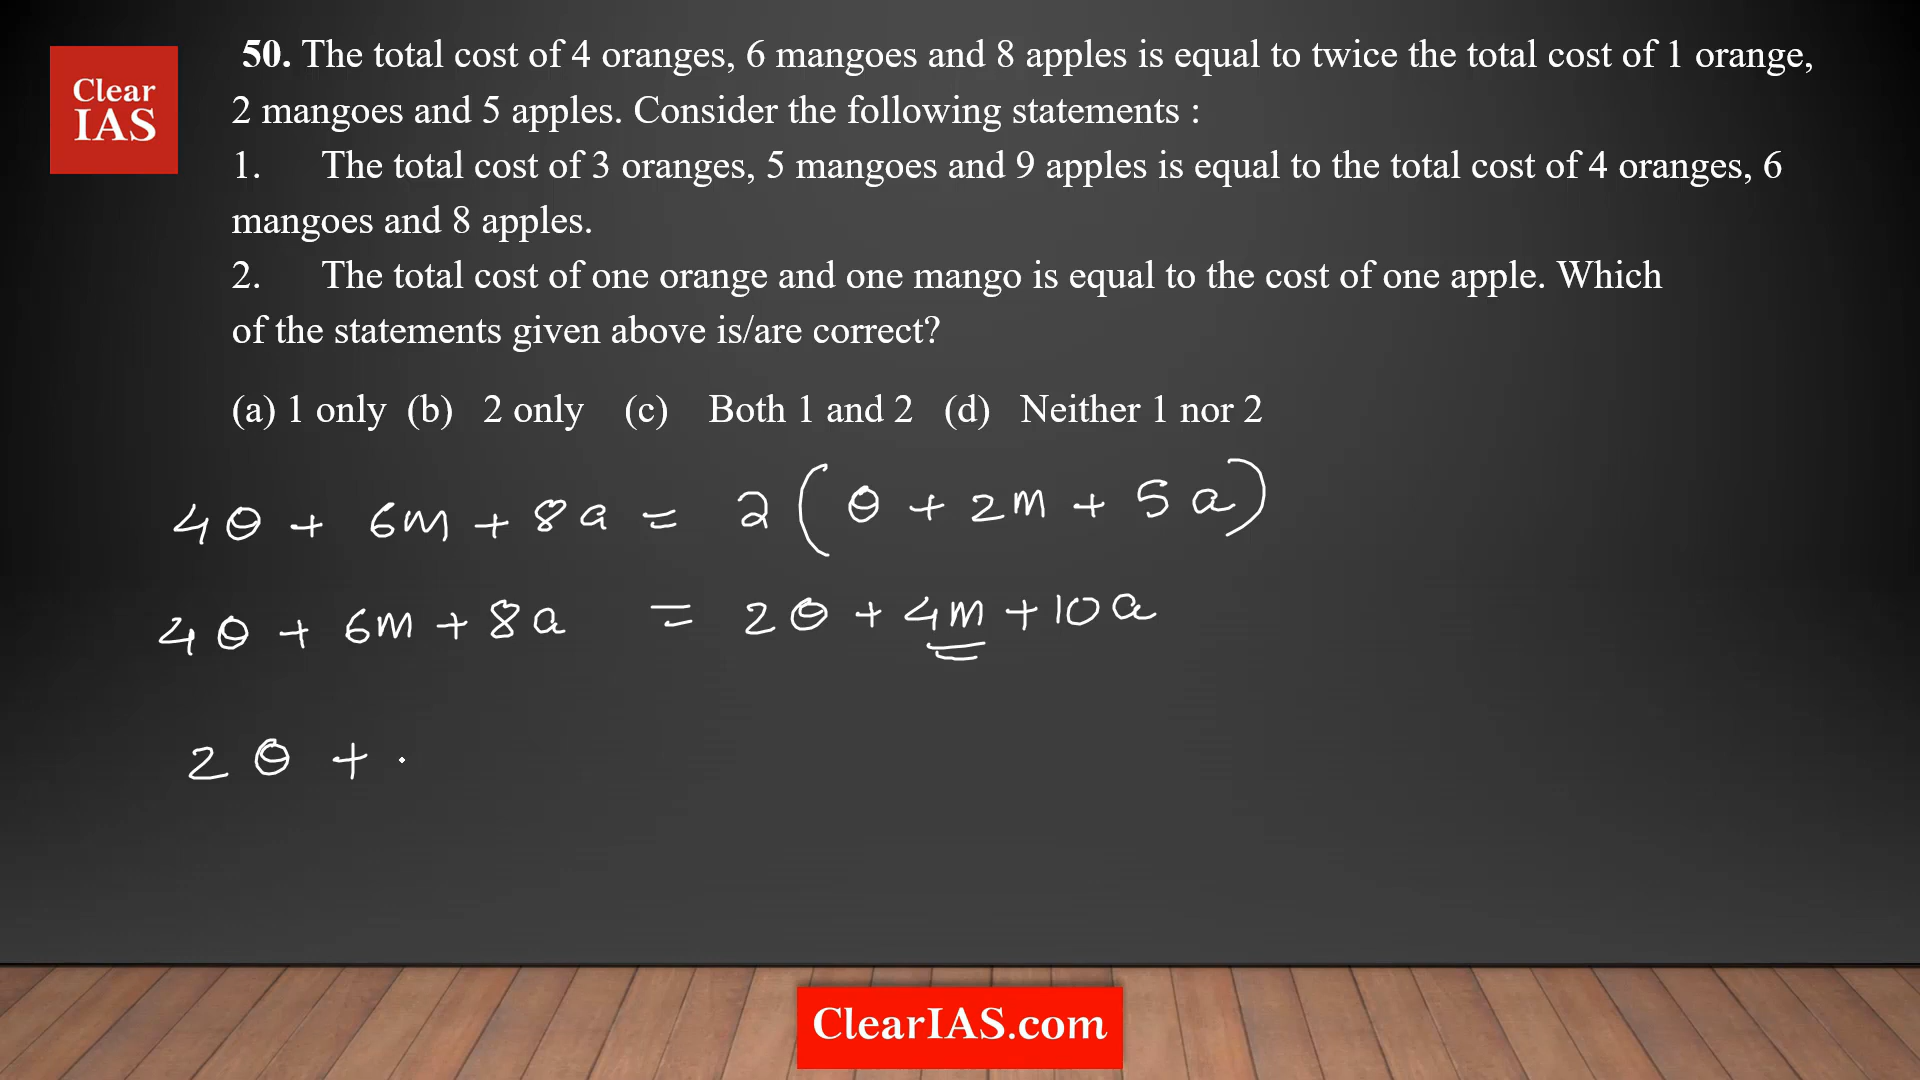 Clear
IAS
50. The total cost of 4 oranges, 6 mangoes and 8 apples is equal to twice the total cost of 1 orange,
2 mangoes and 5 apples. Consider the following statements :
1. The total cost of 3 oranges, 5 mangoes and 9 apples is equal to the total cost of 4 oranges, 6
mangoes and 8 apples.
2. The total cost of one orange and one mango is equal to the cost of one apple. Which
of the statements given above is/are correct?
(a) 1 only (b) 2 only (c) Both 1 and 2 (d) Neither 1 nor 2
4θ + 6m + 8a = 2(θ + 2m + 5a)
4θ + 6m + 8a = 2θ + 4m + 10a
2θ + .
ClearIAS.com